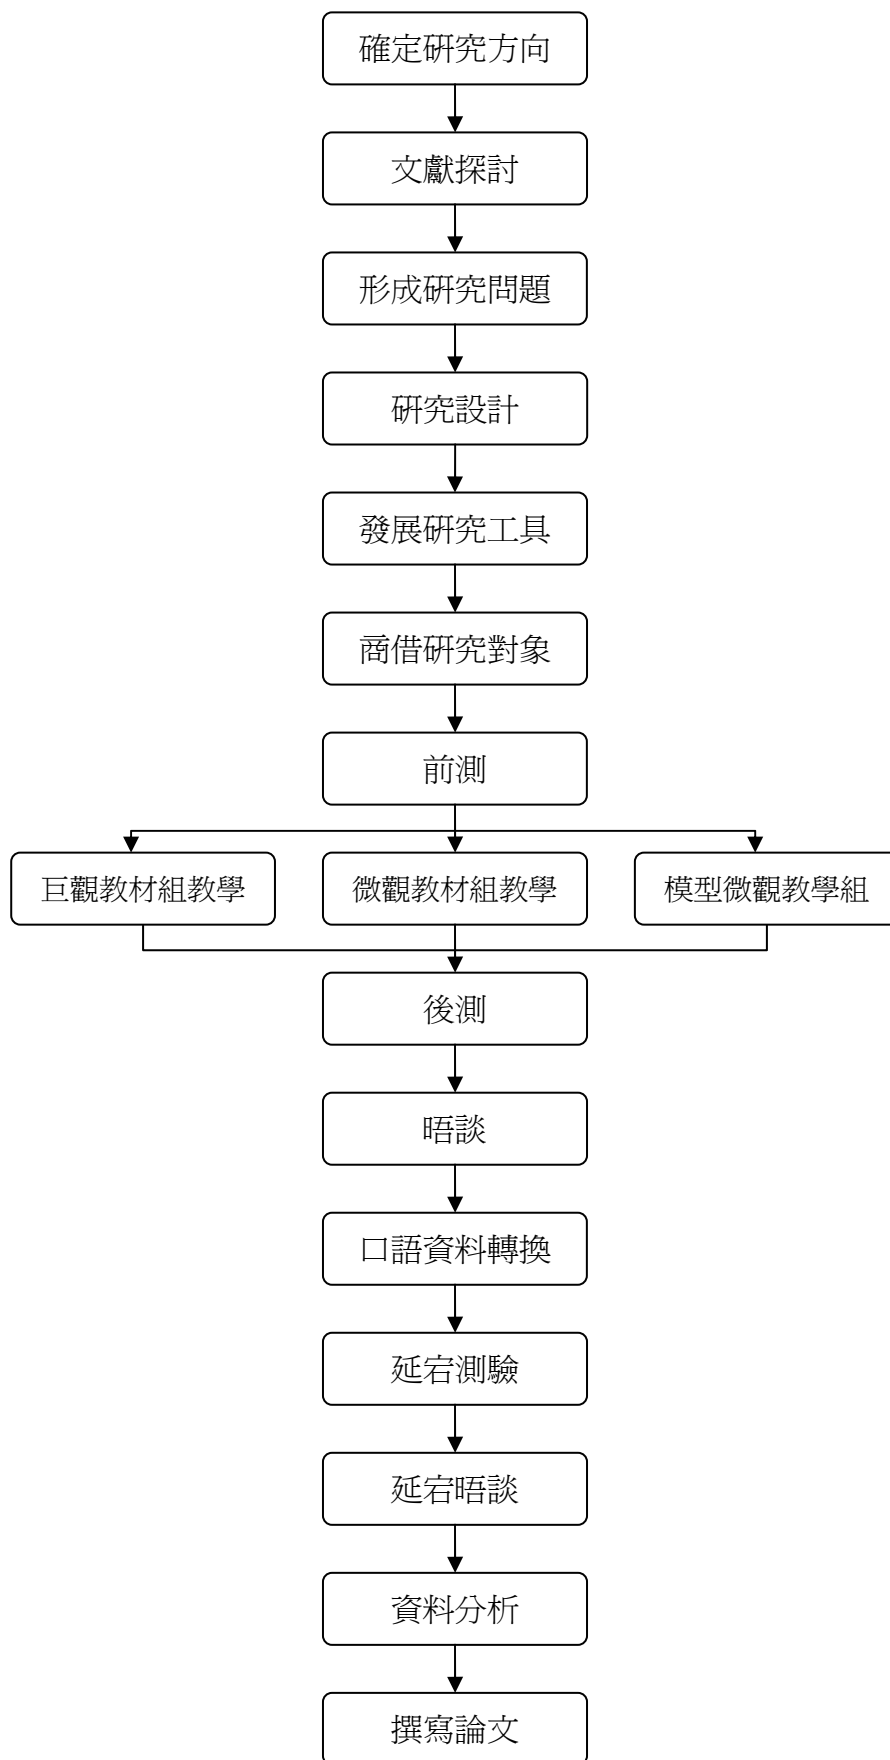 確定研究方向
文獻探討
形成研究問題
研究設計
發展研究工具
商借研究對象
前測
巨觀教材組教學
微觀教材組教學
模型微觀教學組
後測
晤談
口語資料轉換
延宕測驗
延宕晤談
資料分析
撰寫論文